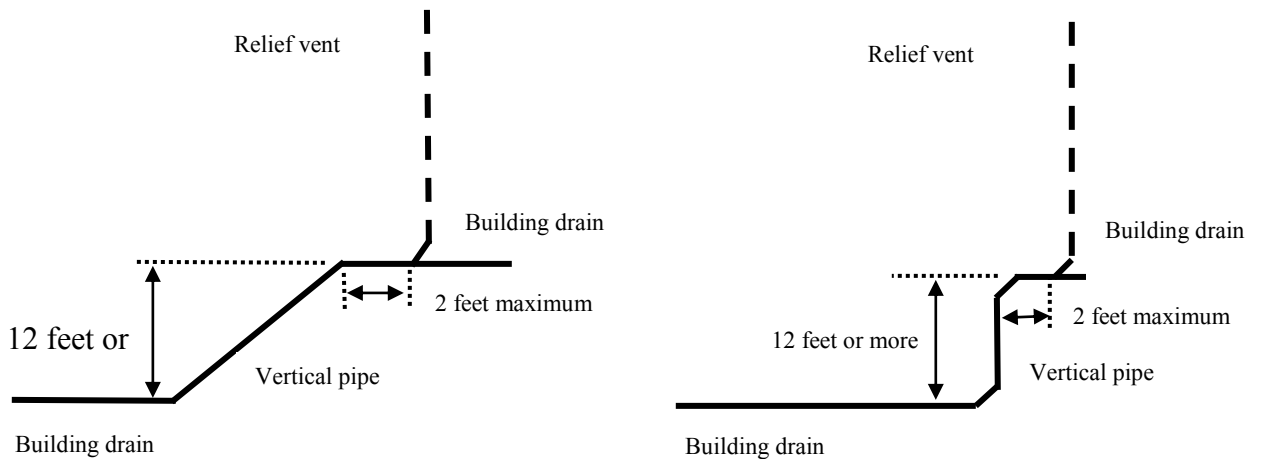 Relief vent
Building drain
2 feet maximum
12 feet or
Vertical pipe
Building drain
Relief vent
Building drain
2 feet maximum
12 feet or more
Vertical pipe
Building drain